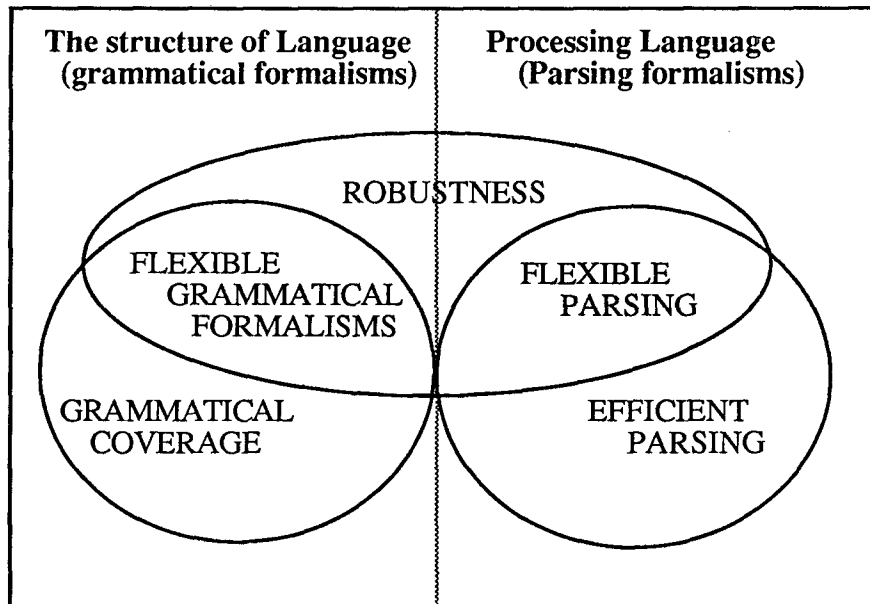 The structure of Language
(grammatical formalisms)
Processing Language
(Parsing formalisms)
ROBUSTNESS
FLEXIBLE
GRAMMATICAL
FORMALISMS
FLEXIBLE
PARSING
GRAMMATICAL
COVERAGE
EFFICIENT
PARSING